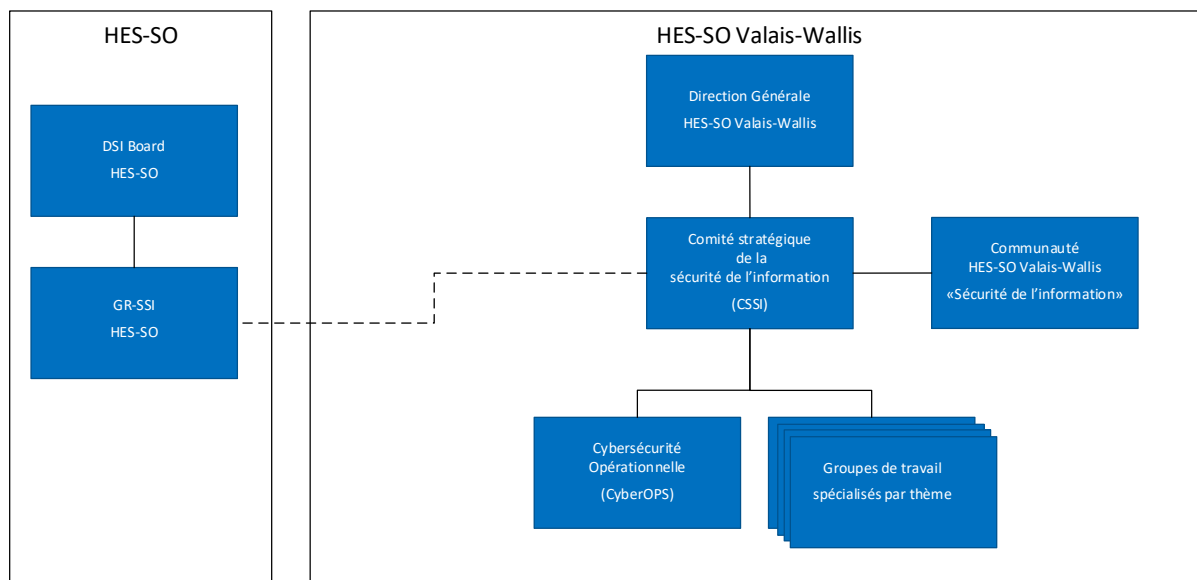 HES-SO
DSI Board
HES-SO
GR-SSI
HES-SO
HES-SO Valais-Wallis
Direction Générale
HES-SO Valais-Wallis
Comité stratégique
de la
sécurité de l’information
(CSSI)
Communauté
HES-SO Valais-Wallis
«Sécurité de l’information»
Cybersécurité
Opérationnelle
(CyberOPS)
Groupes de travail
spécialisés par thème